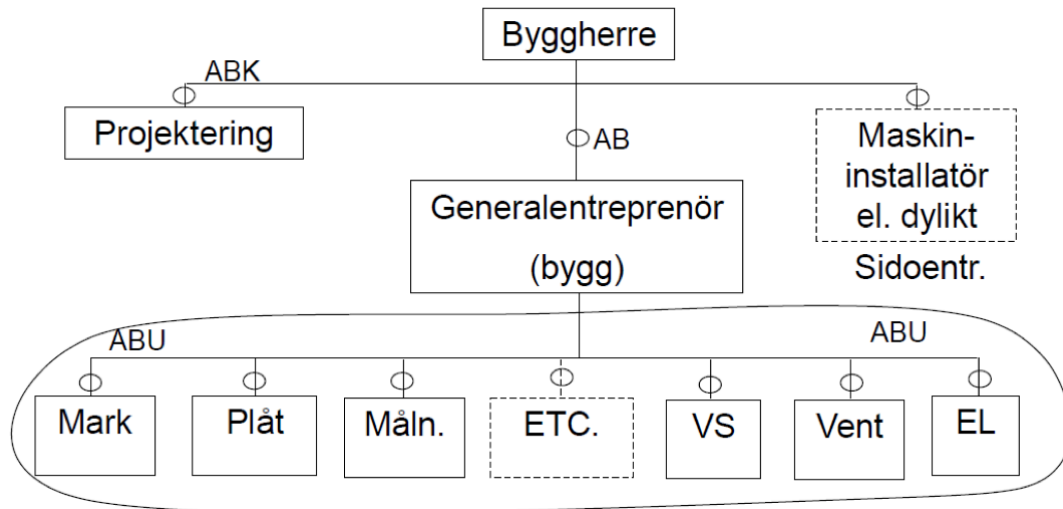 Byggherre
ABK
Projektering
AB
Maskin-
installatör
el. dylikt
Generalentreprenör
(bygg)
Sidoentr.
ABU
ABU
Mark
Plåt
Måln.
ETC.
VS
Vent
EL